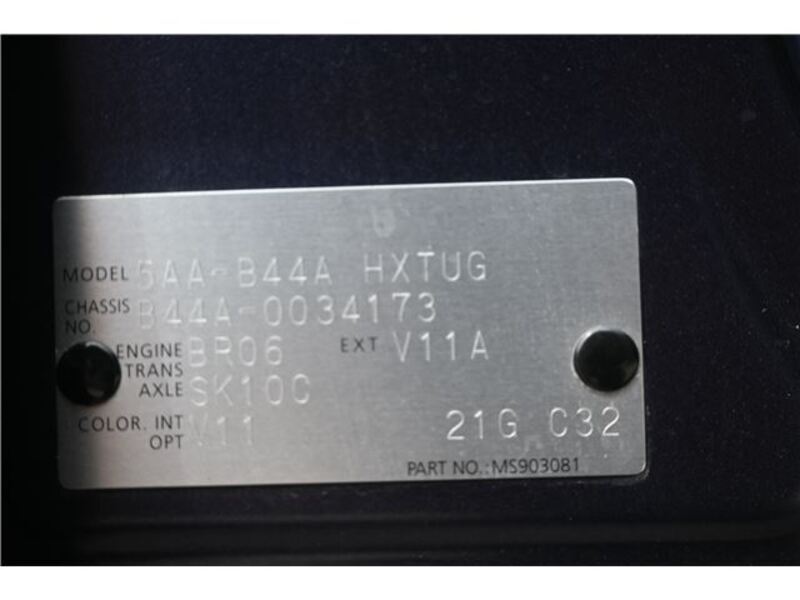 MODEL 5AA-B44A HXTUG
CHASSIS NO. B44A-0034173
ENGINE BR06 EXT V11A
TRANS
AXLE SK10C
COLOR. INT V11
OPT 21G C32
PART NO.:MS903081